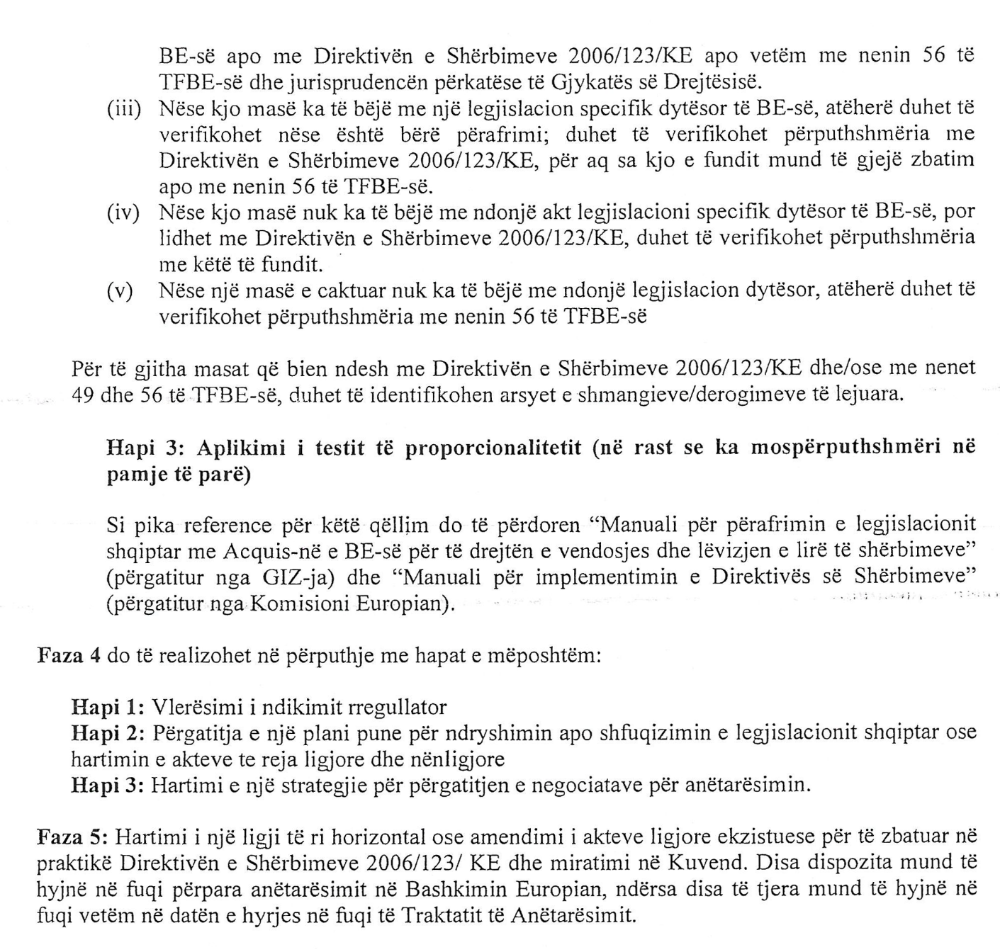 BE-së apo me Direktivën e Shërbimeve 2006/123/KE apo vetëm me nenin 56 të
TFBE-së dhe jurisprudencën përkatëse të Gjykatës së Drejtësisë.
(iii) Nëse kjo masë ka të bëjë me një legjislacion specifik dytësor të BE-së, atëherë duhet të
verifikohet nëse është bërë përafrimi; duhet të verifikohet përputhshmëria me
Direktivën e Shërbimeve 2006/123/KE, për aq sa kjo e fundit mund të gjejë zbatim
apo me nenin 56 të TFBE-së.
(iv) Nëse kjo masë nuk ka të bëjë me ndonjë akt legjislacioni specifik dytësor të BE-së, por
lidhet me Direktivën e Shërbimeve 2006/123/KE, duhet të verifikohet përputhshmëria
me këtë të fundit.
(v) Nëse një masë e caktuar nuk ka të bëjë me ndonjë legjislacion dytësor, atëherë duhet të
verifikohet përputhshmëria me nenin 56 të TFBE-së
Për të gjitha masat që bien ndesh me Direktivën e Shërbimeve 2006/123/KE dhe/ose me nenet
49 dhe 56 të TFBE-së, duhet të identifikohen arsyet e shmangieve/derogimeve të lejuara.
Hapi 3: Aplikimi i testit të proporcionalitetit (në rast se ka mospërputhshmëri në
pamje të parë)
Si pika reference për këtë qëllim do të përdoren “Manuali për përafrimin e legjislacionit
shqiptar me Acquis-në e BE-së për të drejtën e vendosjes dhe lëvizjen e lirë të shërbimeve”
(përgatitur nga GIZ-ja) dhe “Manuali për implementimin e Direktivës së Shërbimeve”
(përgatitur nga Komisioni Europian).
Faza 4 do të realizohet në përputhje me hapat e mëposhtëm:
Hapi 1: Vlerësimi i ndikimit rregullator
Hapi 2: Përgatitja e një plani pune për ndryshimin apo shfuqizimin e legjislacionit shqiptar ose
hartimin e akteve te reja ligjore dhe nënligjore
Hapi 3: Hartimi e një strategjie për përgatitjen e negociatave për anëtarësimin.
Faza 5: Hartimi i një ligji të ri horizontal ose amendimi i akteve ligjore ekzistuese për të zbatuar në
praktikë Direktivën e Shërbimeve 2006/123/ KE dhe miratimi në Kuvend. Disa dispozita mund të
hyjnë në fuqi përpara anëtarësimit në Bashkimin Europian, ndërsa disa të tjera mund të hyjnë në
fuqi vetëm në datën e hyrjes në fuqi të Traktatit të Anëtarësimit.